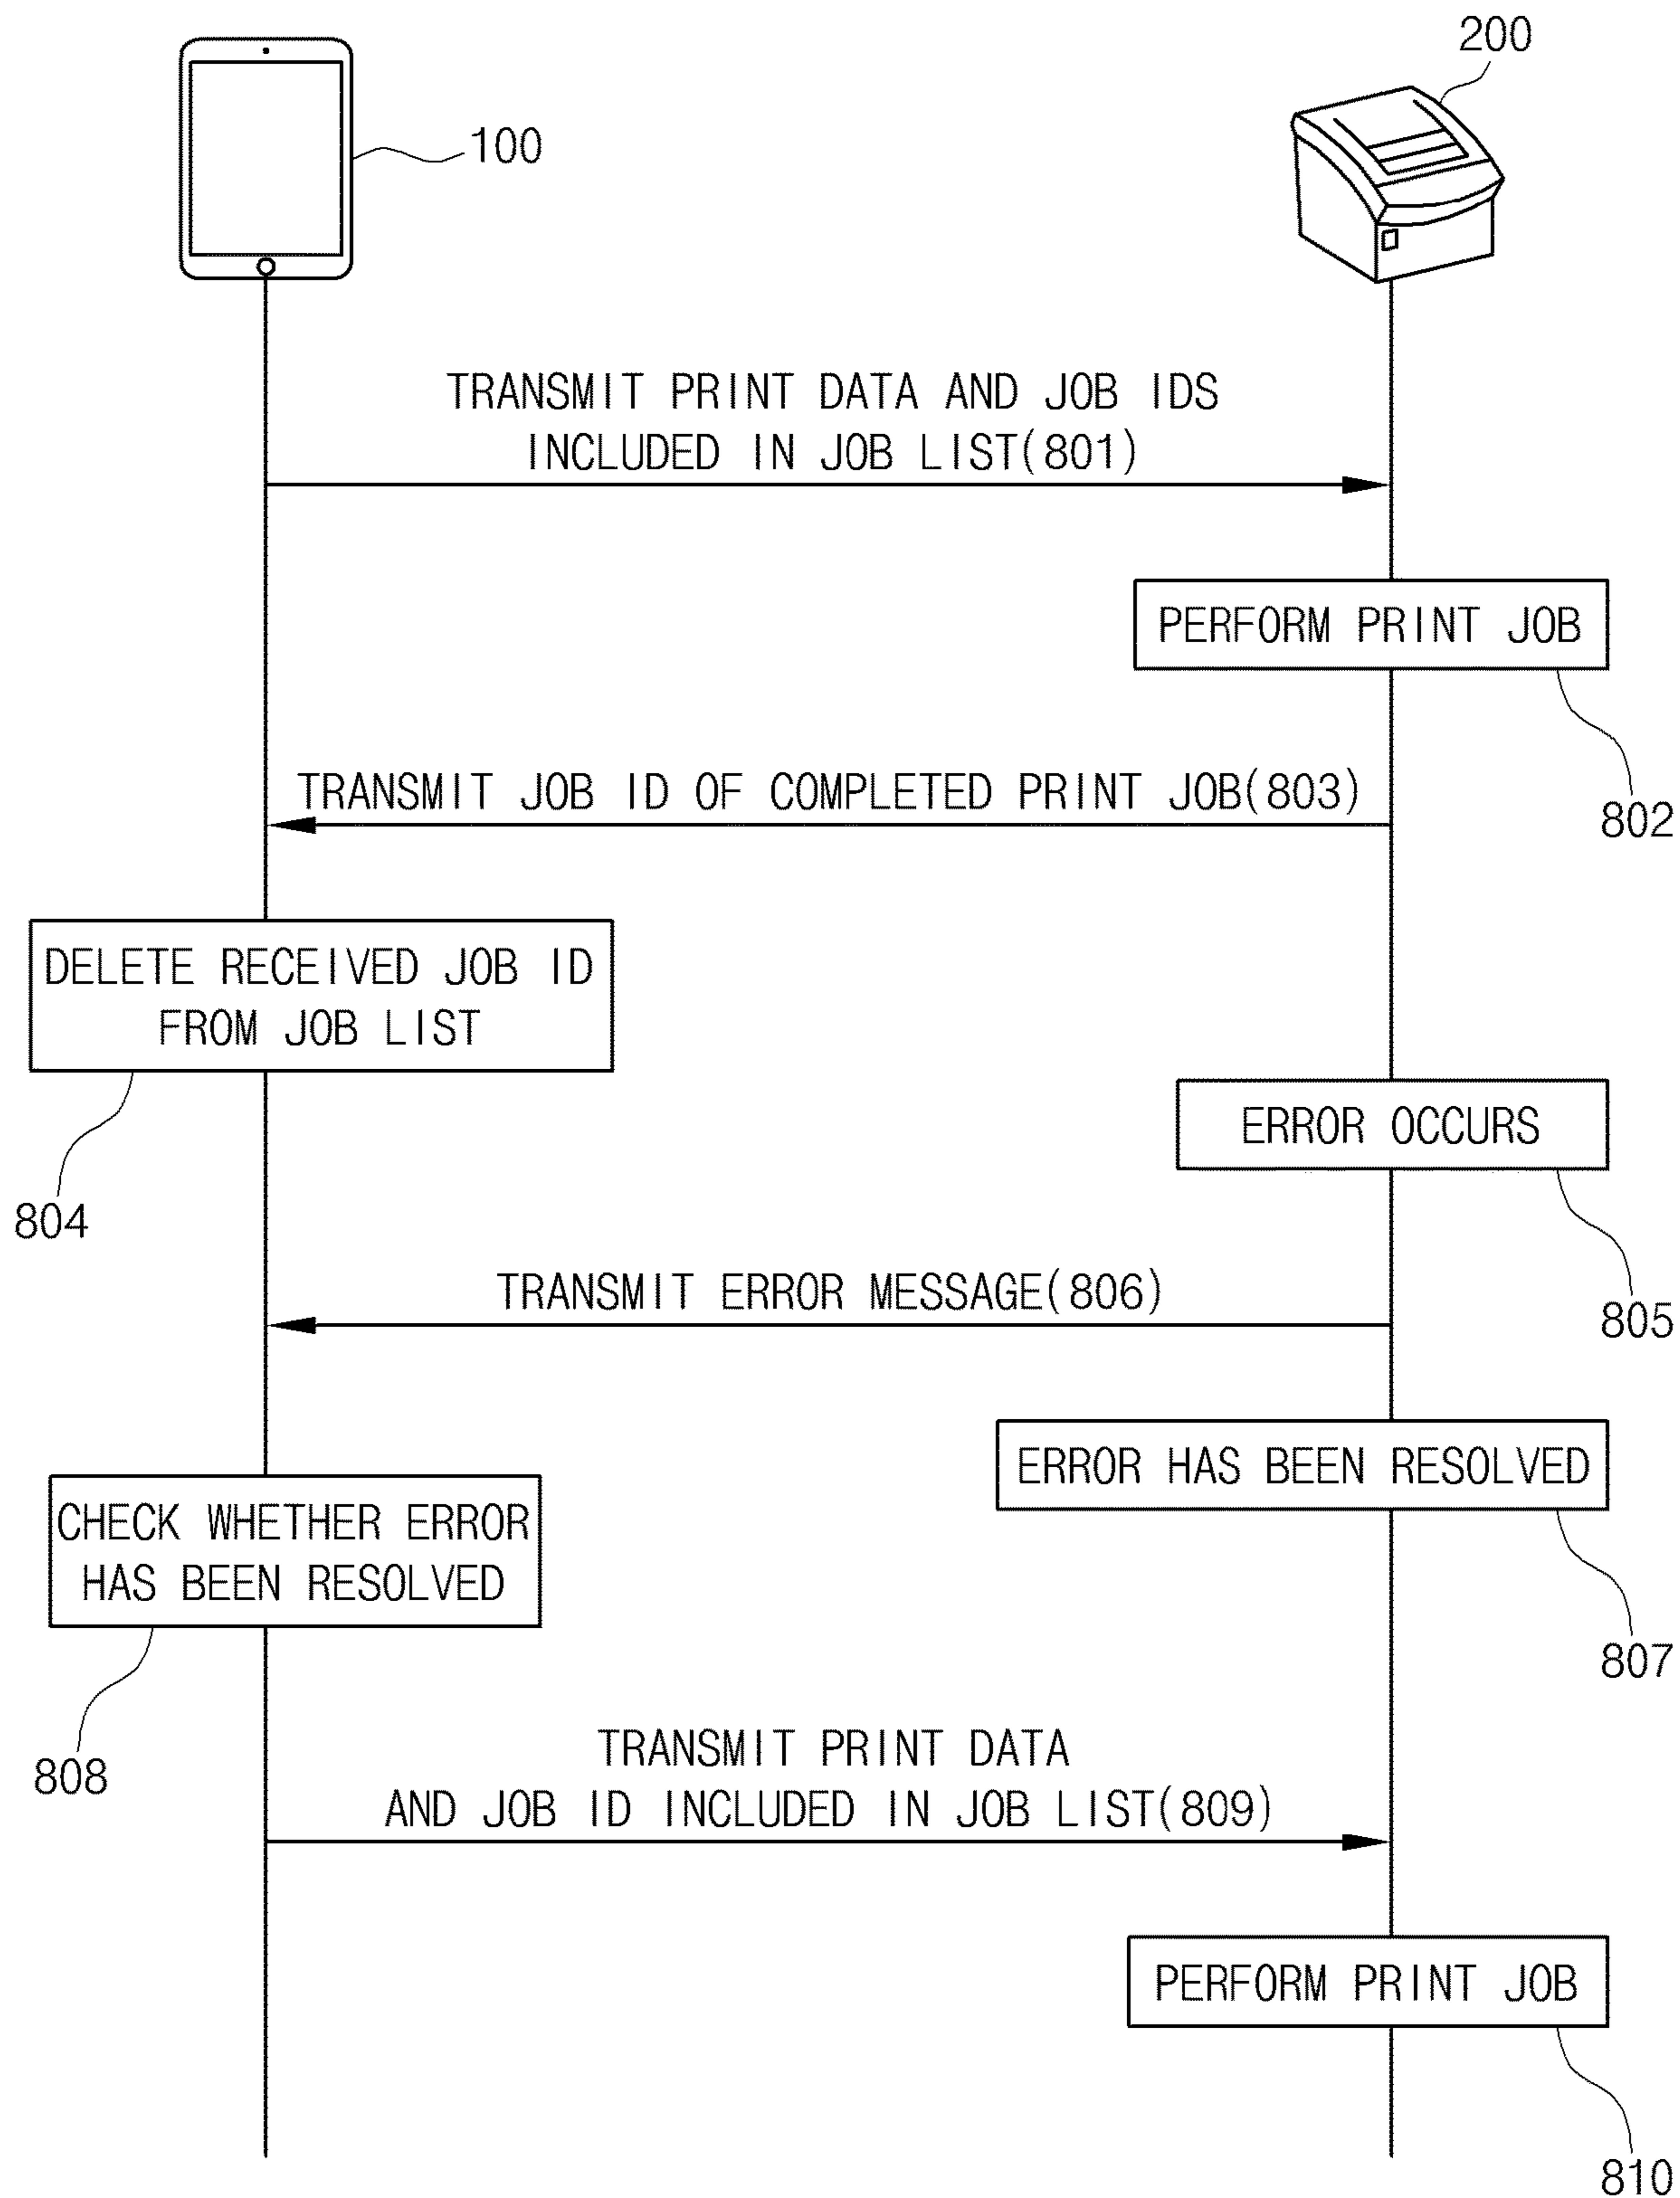 200
100
TRANSMIT PRINT DATA AND JOB IDS
INCLUDED IN JOB LIST(801)
PERFORM PRINT JOB
802
TRANSMIT JOB ID OF COMPLETED PRINT JOB(803)
DELETE RECEIVED JOB ID
FROM JOB LIST
804
ERROR OCCURS
805
TRANSMIT ERROR MESSAGE(806)
ERROR HAS BEEN RESOLVED
807
CHECK WHETHER ERROR
HAS BEEN RESOLVED
808
TRANSMIT PRINT DATA
AND JOB ID INCLUDED IN JOB LIST(809)
PERFORM PRINT JOB
810